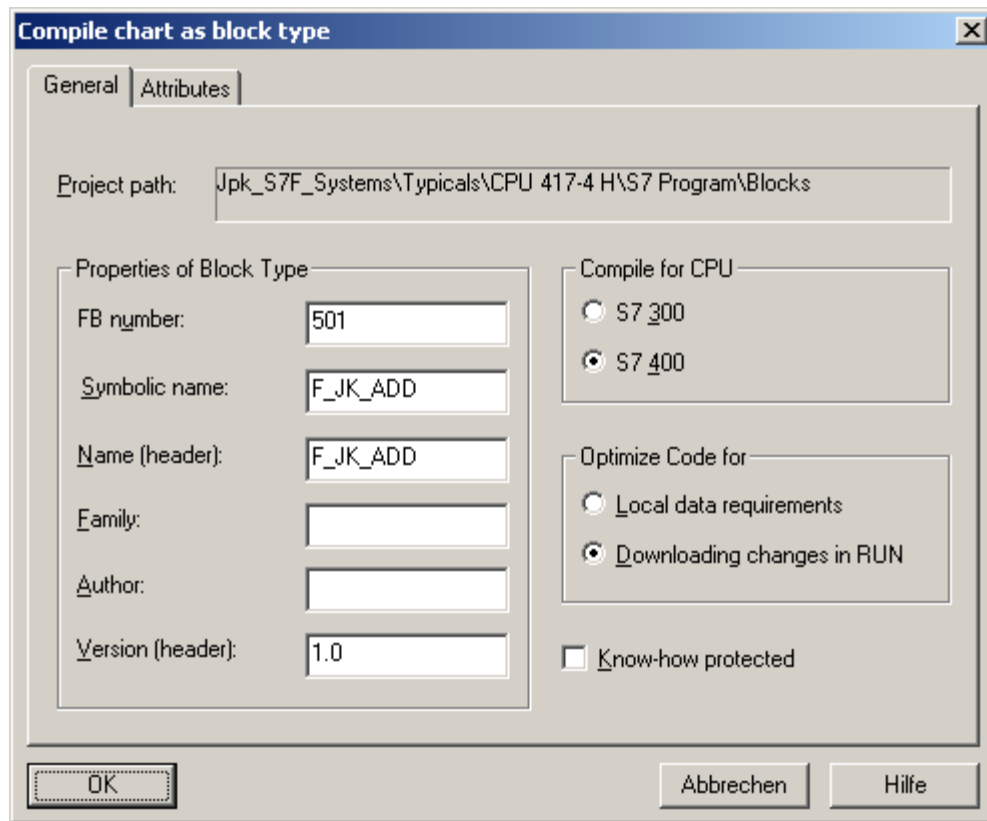 Compile chart as block type
General
Attributes
Project path:
Jpk_S7F_Systems\Typicals\CPU 417-4 H\S7 Program\Blocks
Properties of Block Type
FB number:
501
Symbolic name:
F_JK_ADD
Name (header):
F_JK_ADD
Family:
Author:
Version (header):
1.0
Compile for CPU
S7 300
S7 400
Optimize Code for
Local data requirements
Downloading changes in RUN
Know-how protected
OK
Abbrechen
Hilfe